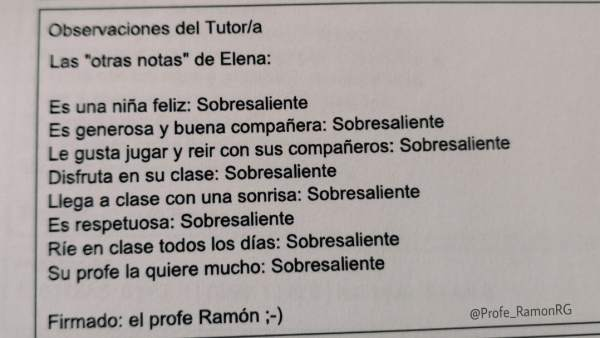 Observaciones del Tutor/a
Las "otras notas" de Elena:
Es una niña feliz: Sobresaliente
Es generosa y buena compañera: Sobresaliente
Le gusta jugar y reir con sus compañeros: Sobresaliente
Disfruta en su clase: Sobresaliente
Llega a clase con una sonrisa: Sobresaliente
Es respetuosa: Sobresaliente
Ríe en clase todos los días: Sobresaliente
Su profe la quiere mucho: Sobresaliente
Firmado: el profe Ramón ;-)
@Profe_RamonRG